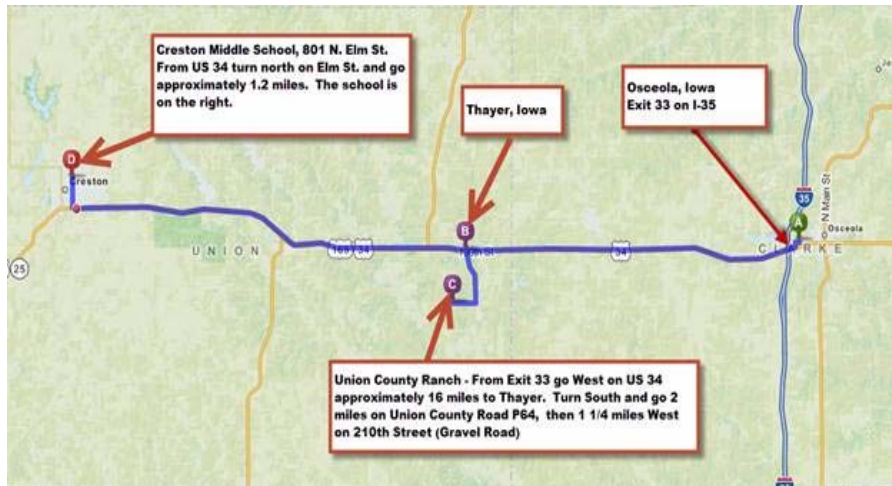 Creston Middle School, 801 N. Elm St.
From US 34 turn north on Elm St. and go
approximately 1.2 miles. The school is
on the right.
Thayer, Iowa
Osceola, Iowa
Exit 33 on I-35
D
Creston
35
A
N Main St
Osceola
B
UNION
169
34
34
CLARKE
25
C
Union County Ranch - From Exit 33 go West on US 34
approximately 16 miles to Thayer. Turn South and go 2
miles on Union County Road P64, then 1 1/4 miles West
on 210th Street (Gravel Road)